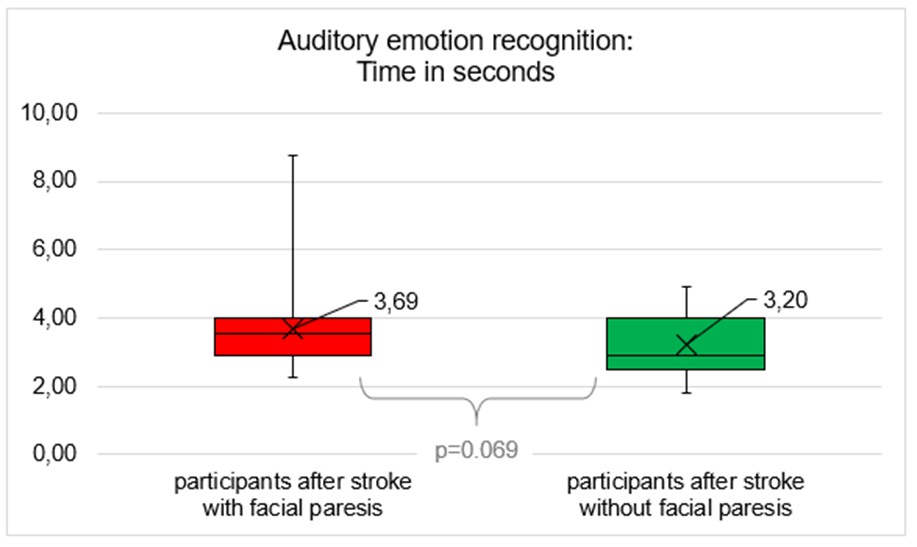 Auditory emotion recognition:
Time in seconds
10,00
8,00
6,00
4,00
2,00
0,00
3,69
3,20
p=0.069
participants after stroke
with facial paresis
participants after stroke
without facial paresis